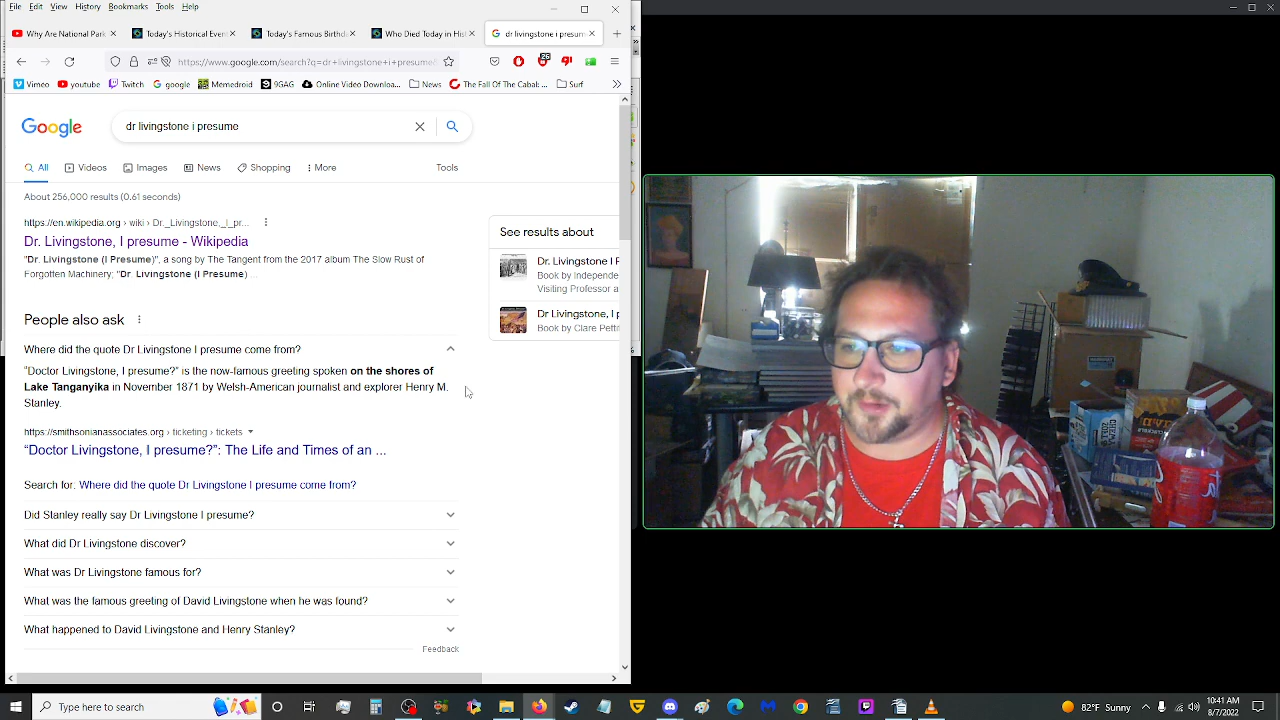 File Edit View History Bookmarks Tools Help
Why Are National Park
Today's Historical Even
Today's Famous Birthda
Who Died Today in His
dr livingstone i presum
https://www.google.com/search?q=dr+livingstone+i+presume
Vimeo
youtube
Twitch
google
Memedroid
9GAG
Online Video Downloa...
News
The Fall Of The Cabal ...
Surf
Google
dr livingstone i presume
All
Videos
Images
News
Shopping
More
Tools
About 256,000 results (0.61 seconds)
https://en.wikipedia.org › wiki › Dr._Livingstone,_I_pr...
Dr. Livingstone, I presume - Wikipedia
"Dr. Livingstone (I Presume)", a song by The Tangent from the 2017 album The Slow Rust of
Forgotten Machinery; "Dr. Livingstone (I Presume) ...
See results about
Dr. Livingstone I P
Book by Independe
Visiting Professor a
Dr. Livingstone, I p
Book by Clare Petti
People also ask
Where did the quote Dr Livingstone I presume come from?
“Doctor Livingstone, I presume?” is the now-famous greeting spoken on the shores of
Lake Tanganyika in November 1871 by Welsh-American journalist and explorer Henry M.
Stanley.
https://smithsonianassociates.org › ticketing › tickets
“Doctor Livingstone, I presume?”: The Life and Times of an ...
Search for: Where did the quote Dr Livingstone I presume come from?
Did Stanley really say Dr Livingstone I presume?
What did Dr Livingstone discover?
What was Dr Livingstone famous for?
What was the famous greeting of David Livingstone when he was found?
What happened to David Livingstone and Henry Stanley?
Feedback
Type here to search
82°F Sunny
10:41 AM
8/7/2022